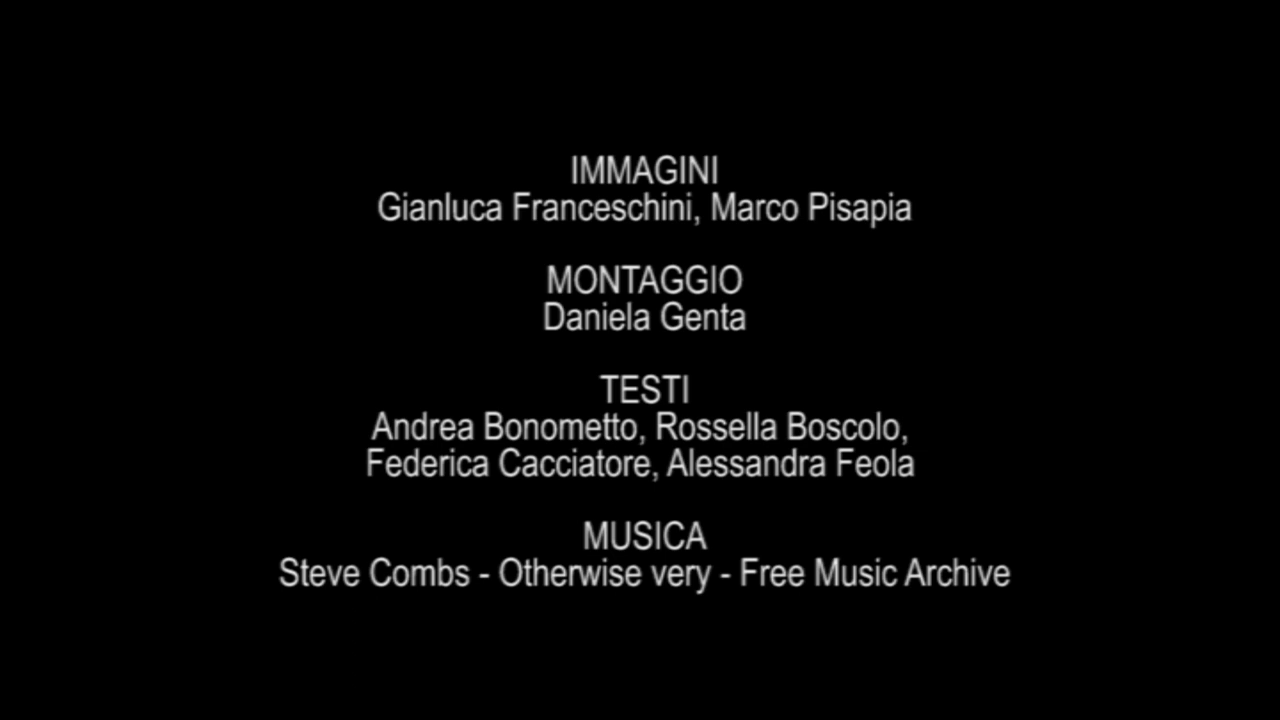 IMMAGINI
Gianluca Franceschini, Marco Pisapia
MONTAGGIO
Daniela Genta
TESTI
Andrea Bonometto, Rossella Boscolo,
Federica Cacciatore, Alessandra Feola
MUSICA
Steve Combs - Otherwise very - Free Music Archive